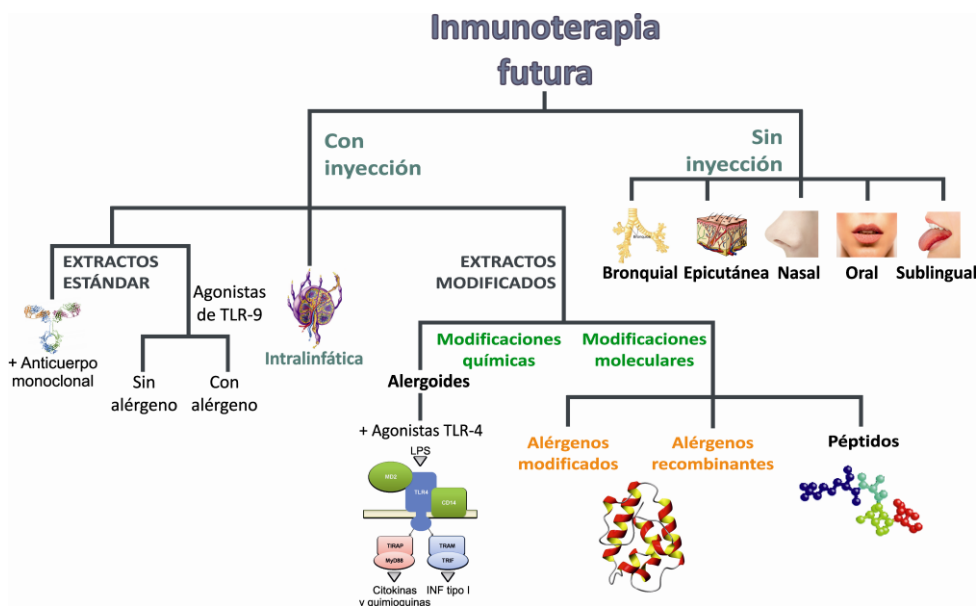 Inmunoterapia
futura
Con
inyección
Sin
inyección
Bronquial
Epicutánea
Nasal
Oral
Sublingual
EXTRACTOS
ESTÁNDAR
EXTRACTOS
MODIFICADOS
Agonistas
de TLR-9
+ Anticuerpo
monoclonal
Sin
alérgeno
Con
alérgeno
Intralinfática
Modificaciones
químicas
Modificaciones
moleculares
Alergoides
+ Agonistas TLR-4
LPS
MD2
TLR4
CD14
TIRAP
MyD88
TRAM
TRIF
Citokinas
y quimioquinas
INF tipo I
Alérgenos
modificados
Alérgenos
recombinantes
Péptidos